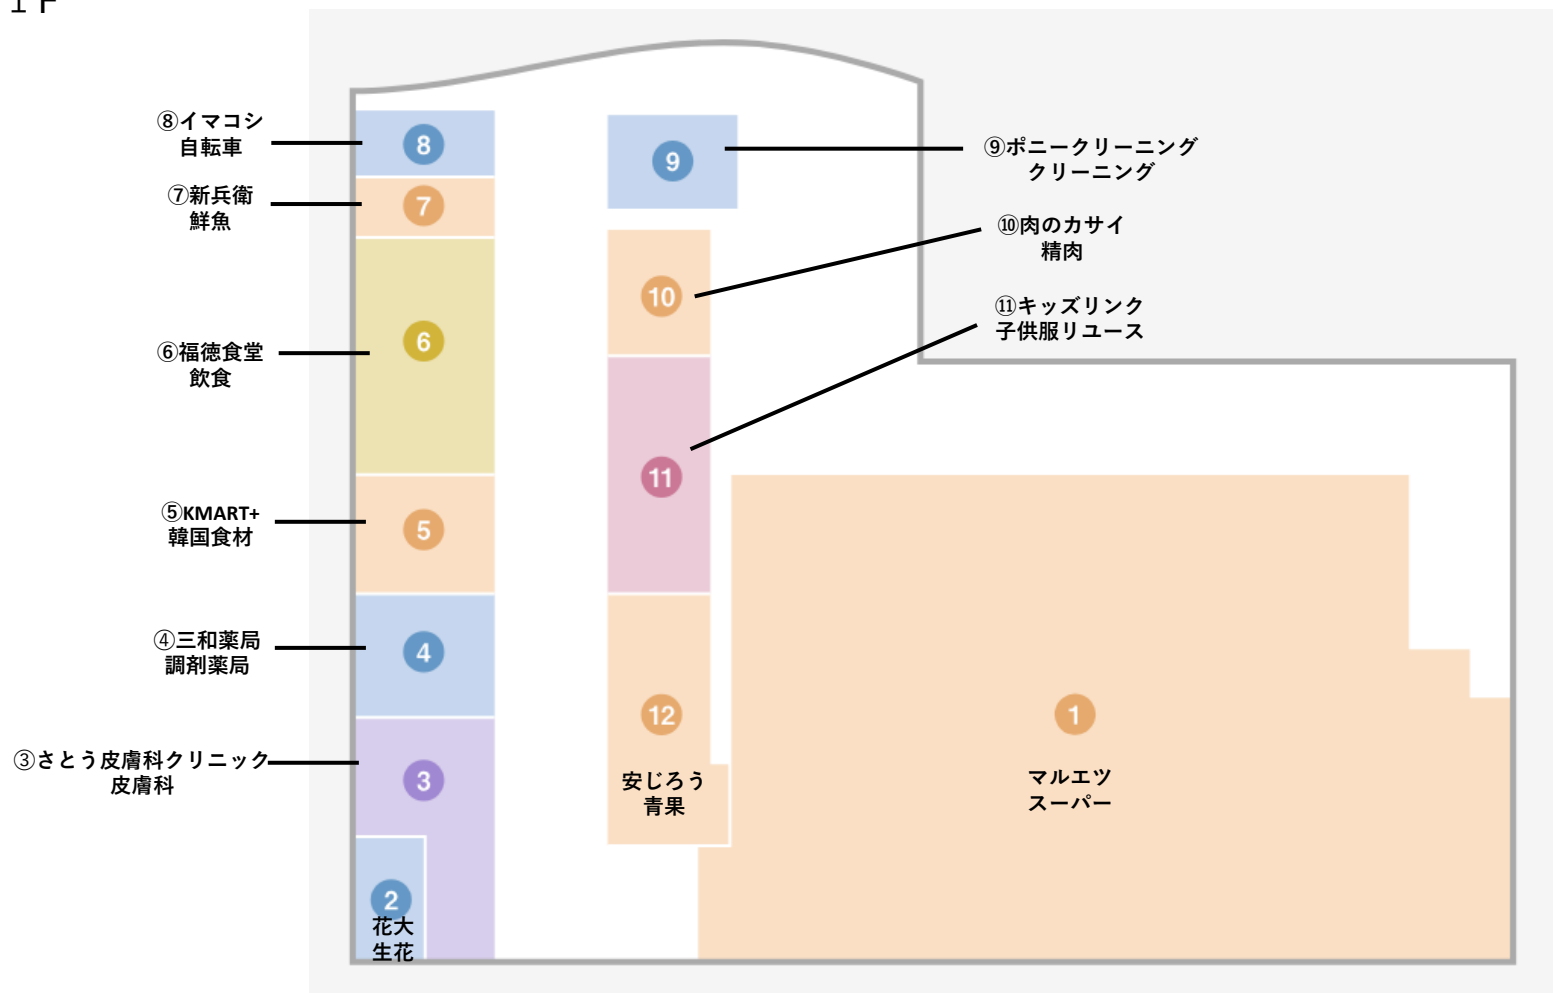 1F
⑧イマコシ
自転車
⑦新兵衛
鮮魚
⑥福徳食堂
飲食
⑤KMART+
韓国食材
④三和薬局
調剤薬局
③さとう皮膚科クリニック
皮膚科
8
7
6
5
4
3
2
花大
生花
9
10
11
12
安じろう
青果
1
マルエツ
スーパー
⑨ポニークリーニング
クリーニング
⑩肉のカサイ
精肉
⑪キッズリンク
子供服リユース